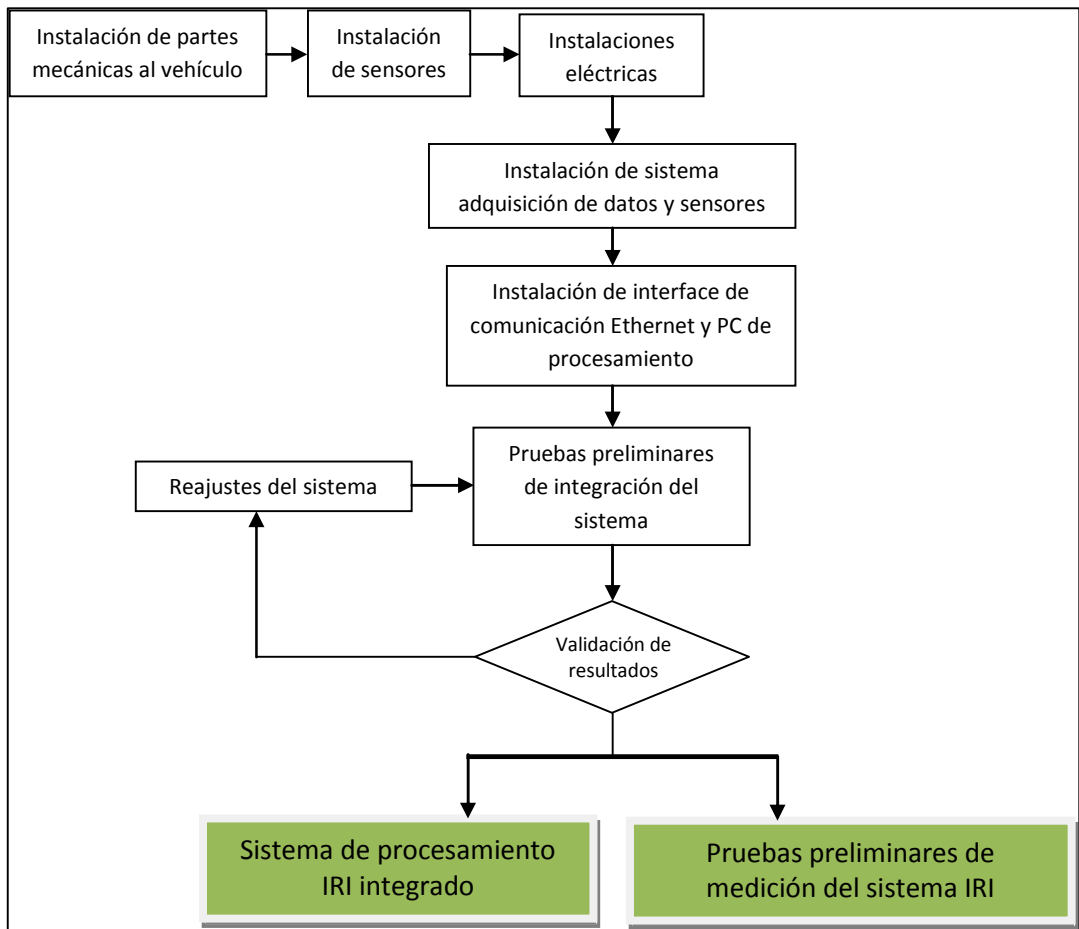 Instalación de partes
mecánicas al vehículo
Instalación
de sensores
Instalaciones
eléctricas
Instalación de sistema
adquisición de datos y sensores
Instalación de interface de
comunicación Ethernet y PC de
procesamiento
Pruebas preliminares
de integración del
sistema
Reajustes del sistema
Validación de
resultados
Sistema de procesamiento
IRI integrado
Pruebas preliminares de
medición del sistema IRI